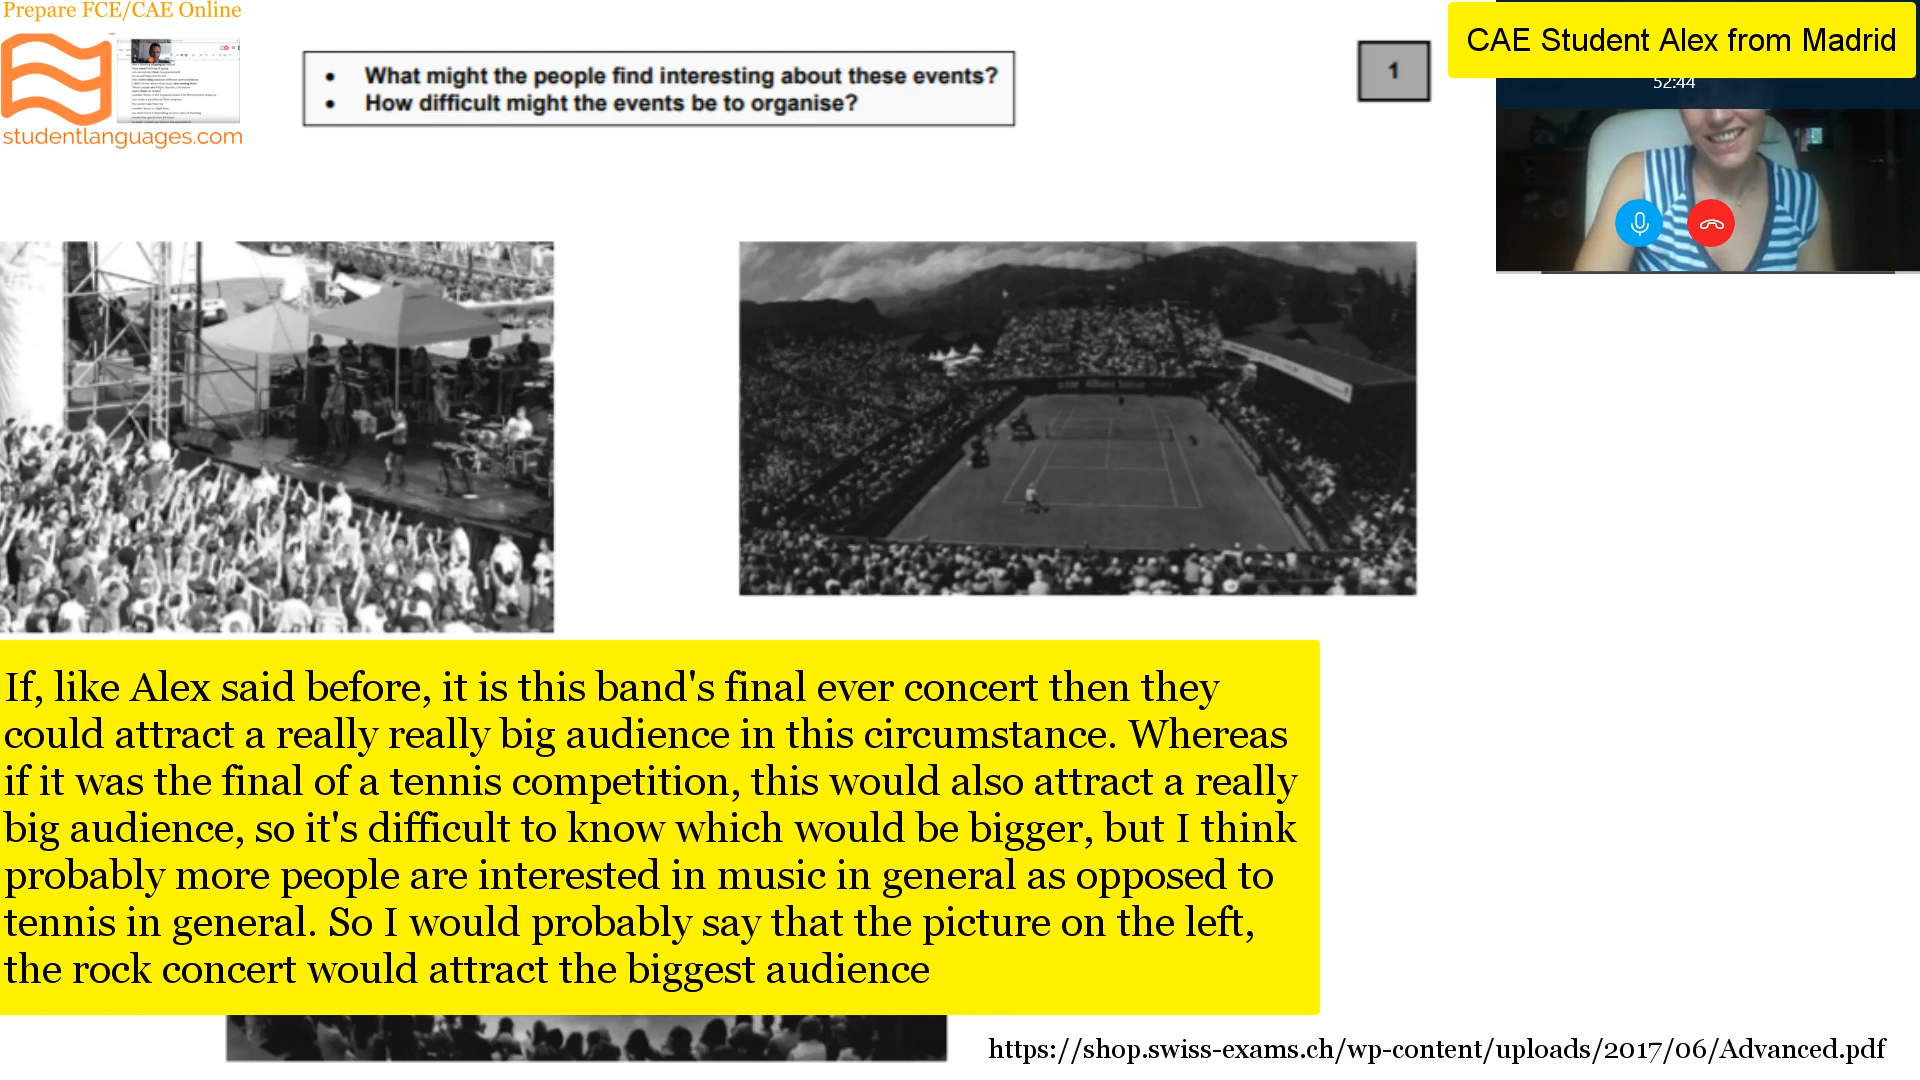 Prepare FCE/CAE Online
studentlanguages.com
• What might the people find interesting about these events?
• How difficult might the events be to organise?
1
CAE Student Alex from Madrid
52:44
If, like Alex said before, it is this band's final ever concert then they
could attract a really really big audience in this circumstance. Whereas
if it was the final of a tennis competition, this would also attract a really
big audience, so it's difficult to know which would be bigger, but I think
probably more people are interested in music in general as opposed to
tennis in general. So I would probably say that the picture on the left,
the rock concert would attract the biggest audience
https://shop.swiss-exams.ch/wp-content/uploads/2017/06/Advanced.pdf